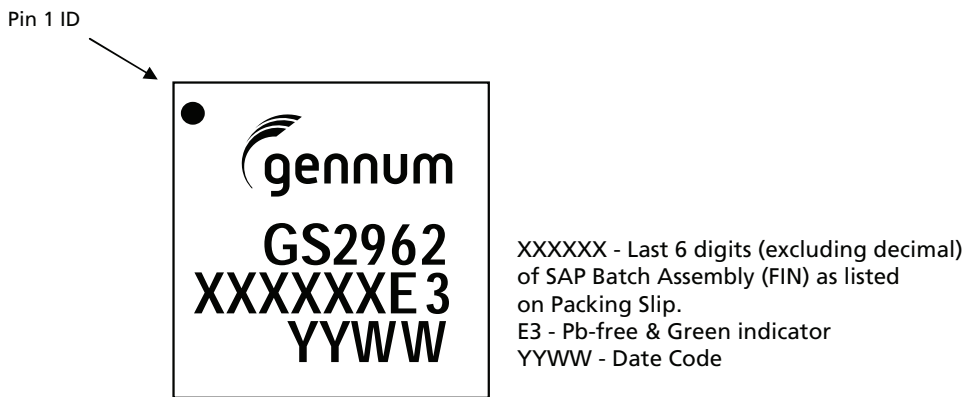 Pin 1 ID
gennum
GS2962
XXXXXXE3
YYWW
XXXXXX - Last 6 digits (excluding decimal)
of SAP Batch Assembly (FIN) as listed
on Packing Slip.
E3 - Pb-free & Green indicator
YYWW - Date Code